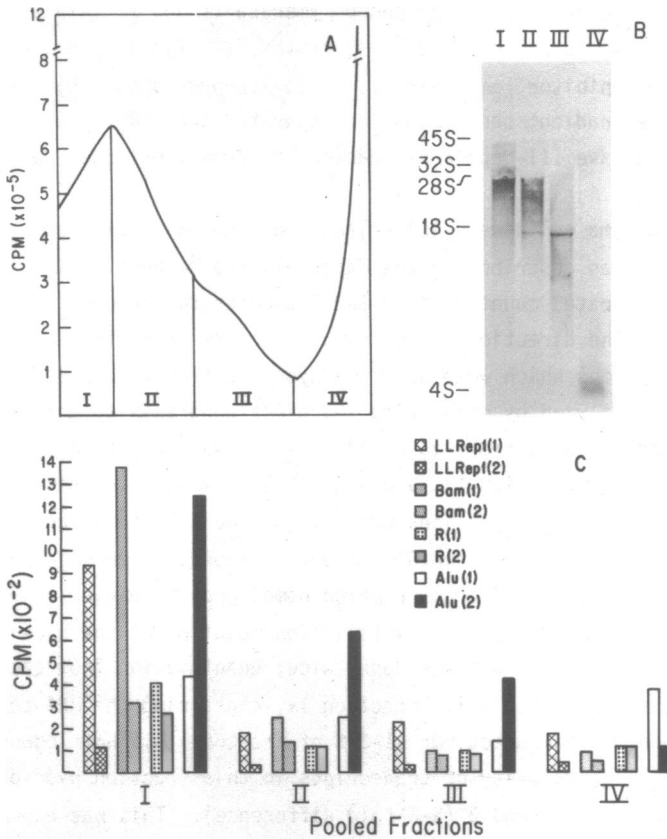 12
8
7
6
5
4
3
2
1
CPM (x10⁻⁵)
A
I
II
III
IV
I II III IV
B
45S
32S
28S
18S
4S
LLRep1(1)
LLRep1(2)
Bam(1)
Bam(2)
R(1)
R(2)
Alu(1)
Alu(2)
C
14
13
12
11
10
9
8
7
6
5
4
3
2
1
CPM (x10⁻²)
I
II
III
IV
Pooled Fractions